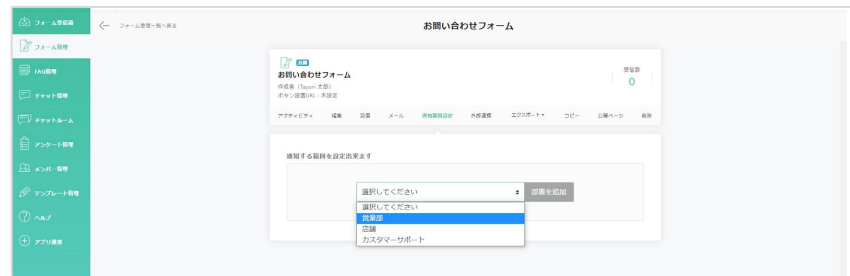 フォーム受信箱
フォーム管理
FAQ管理
チャット管理
チャットルーム
アンケート管理
メンバー管理
テンプレート管理
ヘルプ
アプリ連携
フォーム管理一覧へ戻る
お問い合わせフォーム
公開
お問い合わせフォーム
作成者 (Tayori 太郎)
ボタン設置URL : 未設定
受信数
0
アクティビティ 編集 設置 メール 通知範囲設定 外部連携 エクスポート コピー 公開ページ 削除
通知する範囲を設定出来ます
選択してください 部署を追加
選択してください
営業部
店舗
カスタマーサポート